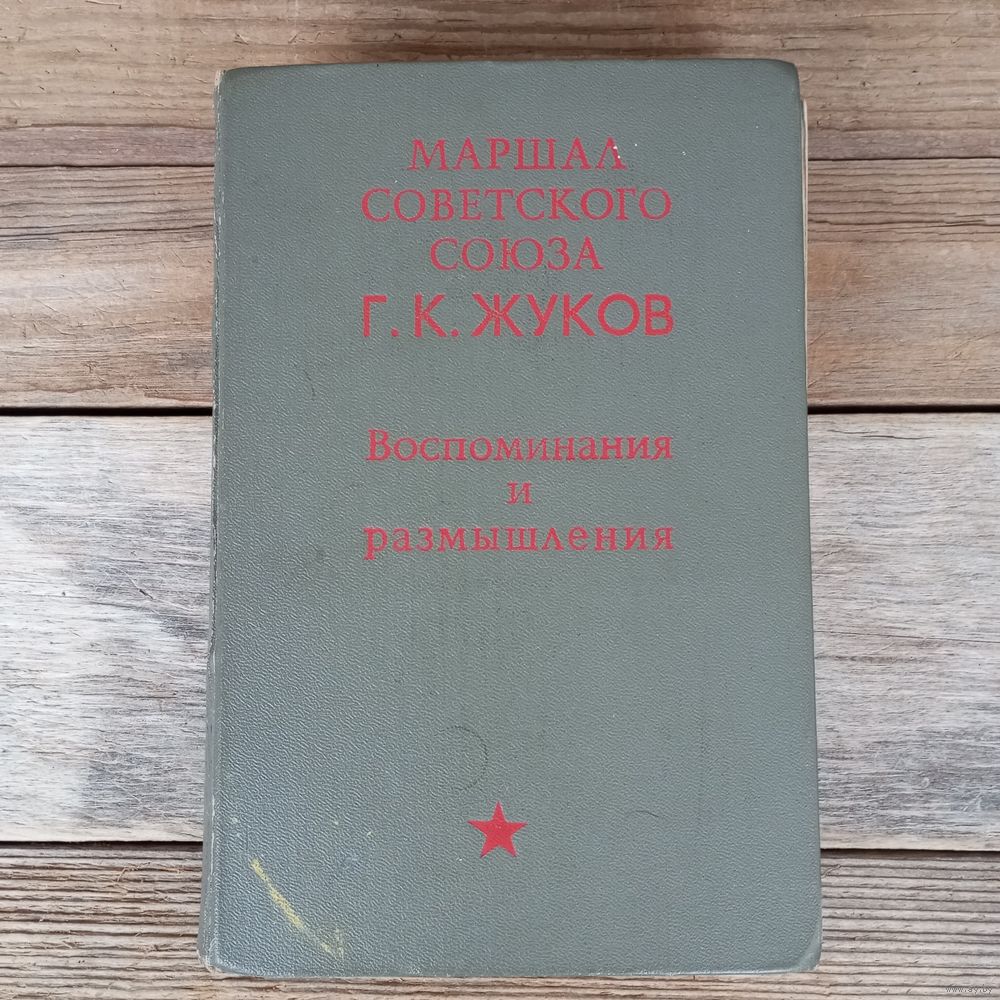 МАРШАЛ
СОВЕТСКОГО
СОЮЗА
Г. К. ЖУКОВ
Воспоминания
и
размышления